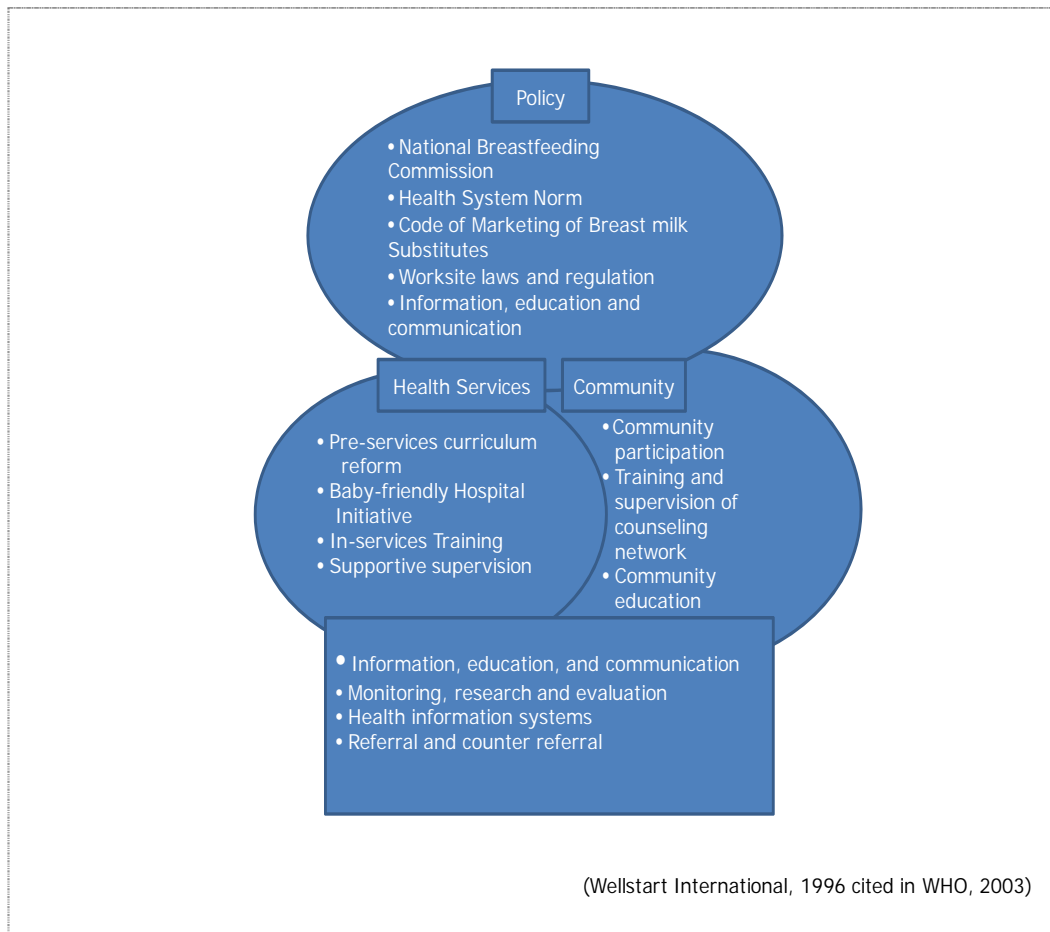 Policy
• National Breastfeeding
Commission
• Health System Norm
• Code of Marketing of Breast milk
Substitutes
• Worksite laws and regulation
• Information, education and
communication
Health Services
• Pre-services curriculum
reform
• Baby-friendly Hospital
Initiative
• In-services Training
• Supportive supervision
Community
• Community
participation
• Training and
supervision of
counseling
network
• Community
education
• Information, education, and communication
• Monitoring, research and evaluation
• Health information systems
• Referral and counter referral
(Wellstart International, 1996 cited in WHO, 2003)